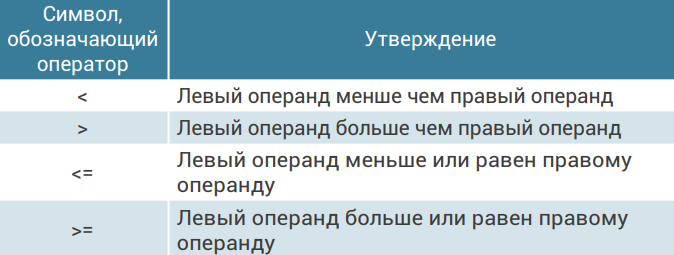 Символ,
обозначающий
оператор
Утверждение
< Левый операнд менше чем правый операнд
> Левый операнд больше чем правый операнд
<= Левый операнд меньше или равен правому
операнду
>= Левый операнд больше или равен правому
операнду